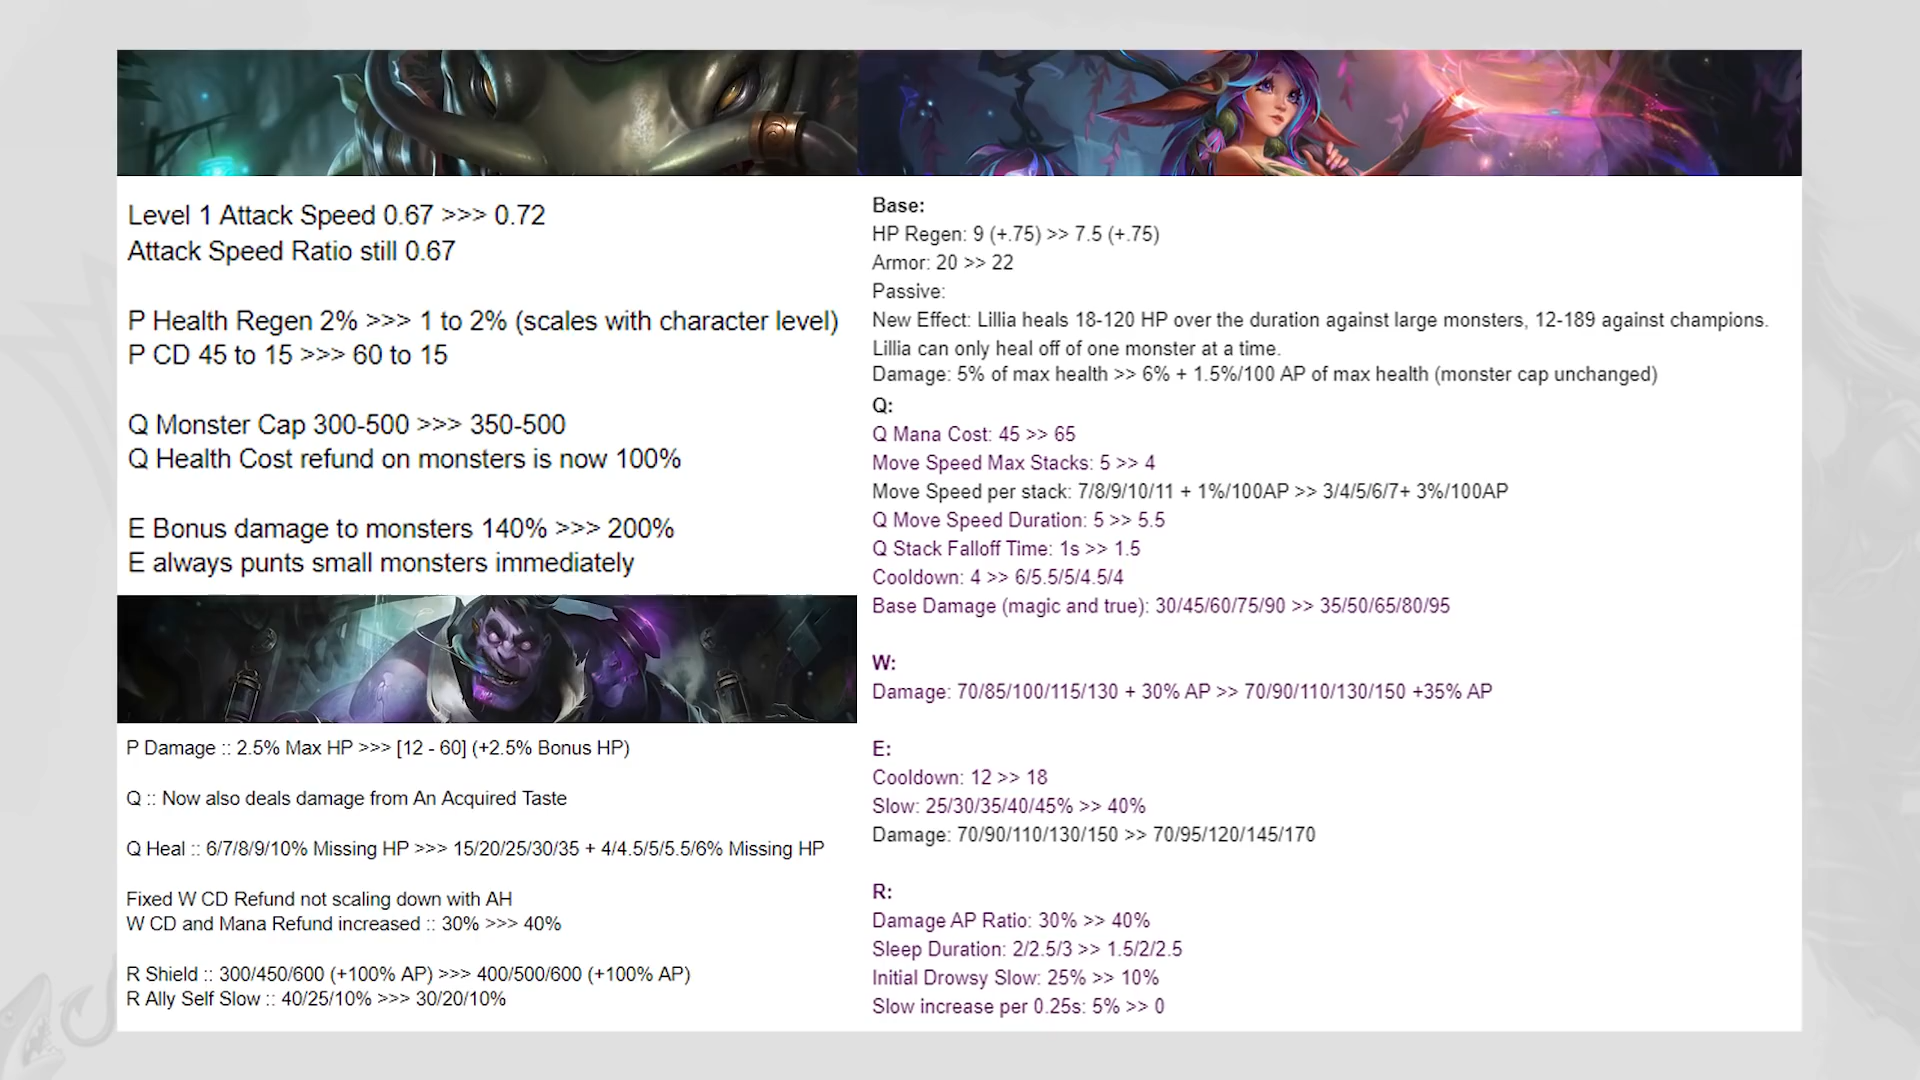 Level 1 Attack Speed 0.67 >>> 0.72
Attack Speed Ratio still 0.67
P Health Regen 2% >>> 1 to 2% (scales with character level)
P CD 45 to 15 >>> 60 to 15
Q Monster Cap 300-500 >>> 350-500
Q Health Cost refund on monsters is now 100%
E Bonus damage to monsters 140% >>> 200%
E always punts small monsters immediately
P Damage :: 2.5% Max HP >>> [12 - 60] (+2.5% Bonus HP)
Q :: Now also deals damage from An Acquired Taste
Q Heal :: 6/7/8/9/10% Missing HP >>> 15/20/25/30/35 + 4/4.5/5/5.5/6% Missing HP
Fixed W CD Refund not scaling down with AH
W CD and Mana Refund increased :: 30% >>> 40%
R Shield :: 300/450/600 (+100% AP) >>> 400/500/600 (+100% AP)
R Ally Self Slow :: 40/25/10% >>> 30/20/10%
Base:
HP Regen: 9 (+.75) >> 7.5 (+.75)
Armor: 20 >> 22
Passive:
New Effect: Lillia heals 18-120 HP over the duration against large monsters, 12-189 against champions.
Lillia can only heal off of one monster at a time.
Damage: 5% of max health >> 6% + 1.5%/100 AP of max health (monster cap unchanged)
Q:
Q Mana Cost: 45 >> 65
Move Speed Max Stacks: 5 >> 4
Move Speed per stack: 7/8/9/10/11 + 1%/100AP >> 3/4/5/6/7+ 3%/100AP
Q Move Speed Duration: 5 >> 5.5
Q Stack Falloff Time: 1s >> 1.5
Cooldown: 4 >> 6/5.5/5/4.5/4
Base Damage (magic and true): 30/45/60/75/90 >> 35/50/65/80/95
W:
Damage: 70/85/100/115/130 + 30% AP >> 70/90/110/130/150 +35% AP
E:
Cooldown: 12 >> 18
Slow: 25/30/35/40/45% >> 40%
Damage: 70/90/110/130/150 >> 70/95/120/145/170
R:
Damage AP Ratio: 30% >> 40%
Sleep Duration: 2/2.5/3 >> 1.5/2/2.5
Initial Drowsy Slow: 25% >> 10%
Slow increase per 0.25s: 5% >> 0